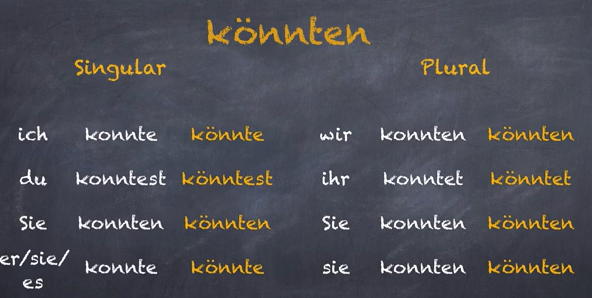 könnten
Singular Plural
ich konnte könnte wir konnten könnten
du konntest könntest ihr konntet könntet
Sie konnten könnten Sie konnten könnten
er/sie/
es konnte könnte sie konnten könnten